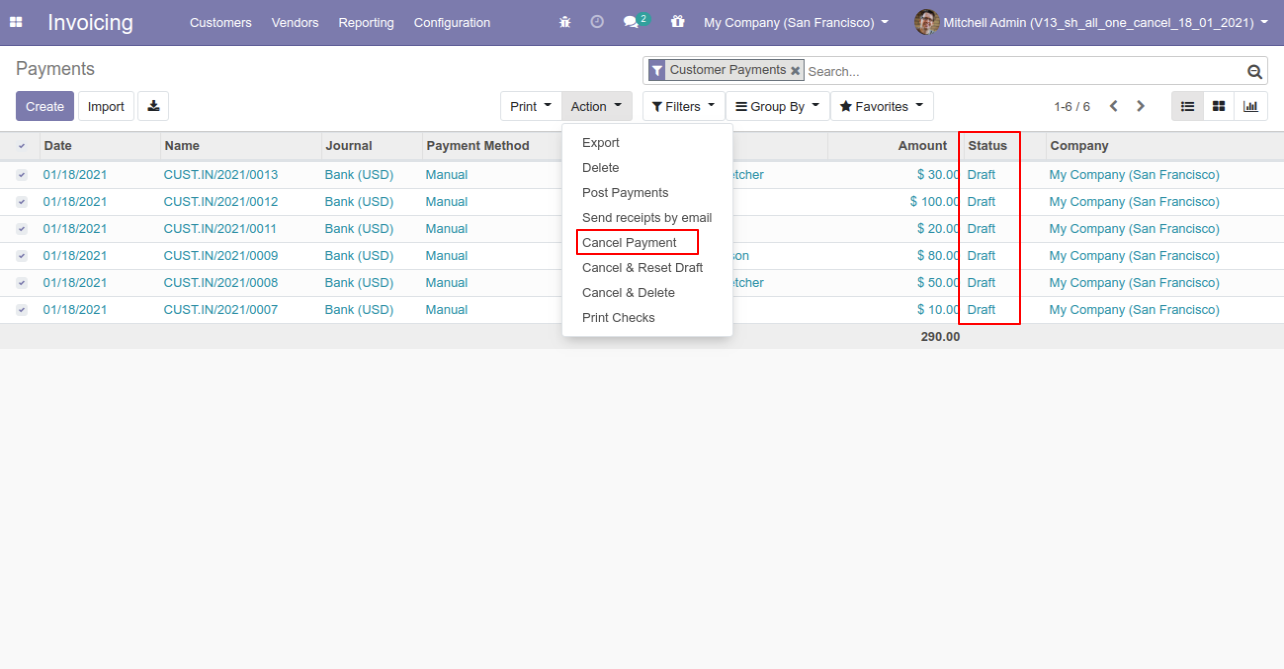 Invoicing Customers Vendors Reporting Configuration 2 My Company (San Francisco) Mitchell Admin (V13_sh_all_one_cancel_18_01_2021)
Payments Customer Payments Search...
Create Import Print Action Filters Group By Favorites 1-6 / 6
Date Name Journal Payment Method Amount Status Company
01/18/2021 CUST.IN/2021/0013 Bank (USD) Manual $ 30.00 Draft My Company (San Francisco)
01/18/2021 CUST.IN/2021/0012 Bank (USD) Manual $ 100.00 Draft My Company (San Francisco)
01/18/2021 CUST.IN/2021/0011 Bank (USD) Manual $ 20.00 Draft My Company (San Francisco)
01/18/2021 CUST.IN/2021/0009 Bank (USD) Manual $ 80.00 Draft My Company (San Francisco)
01/18/2021 CUST.IN/2021/0008 Bank (USD) Manual $ 50.00 Draft My Company (San Francisco)
01/18/2021 CUST.IN/2021/0007 Bank (USD) Manual $ 10.00 Draft My Company (San Francisco)
290.00
Export
Delete
Post Payments
Send receipts by email
Cancel Payment
Cancel & Reset Draft
Cancel & Delete
Print Checks